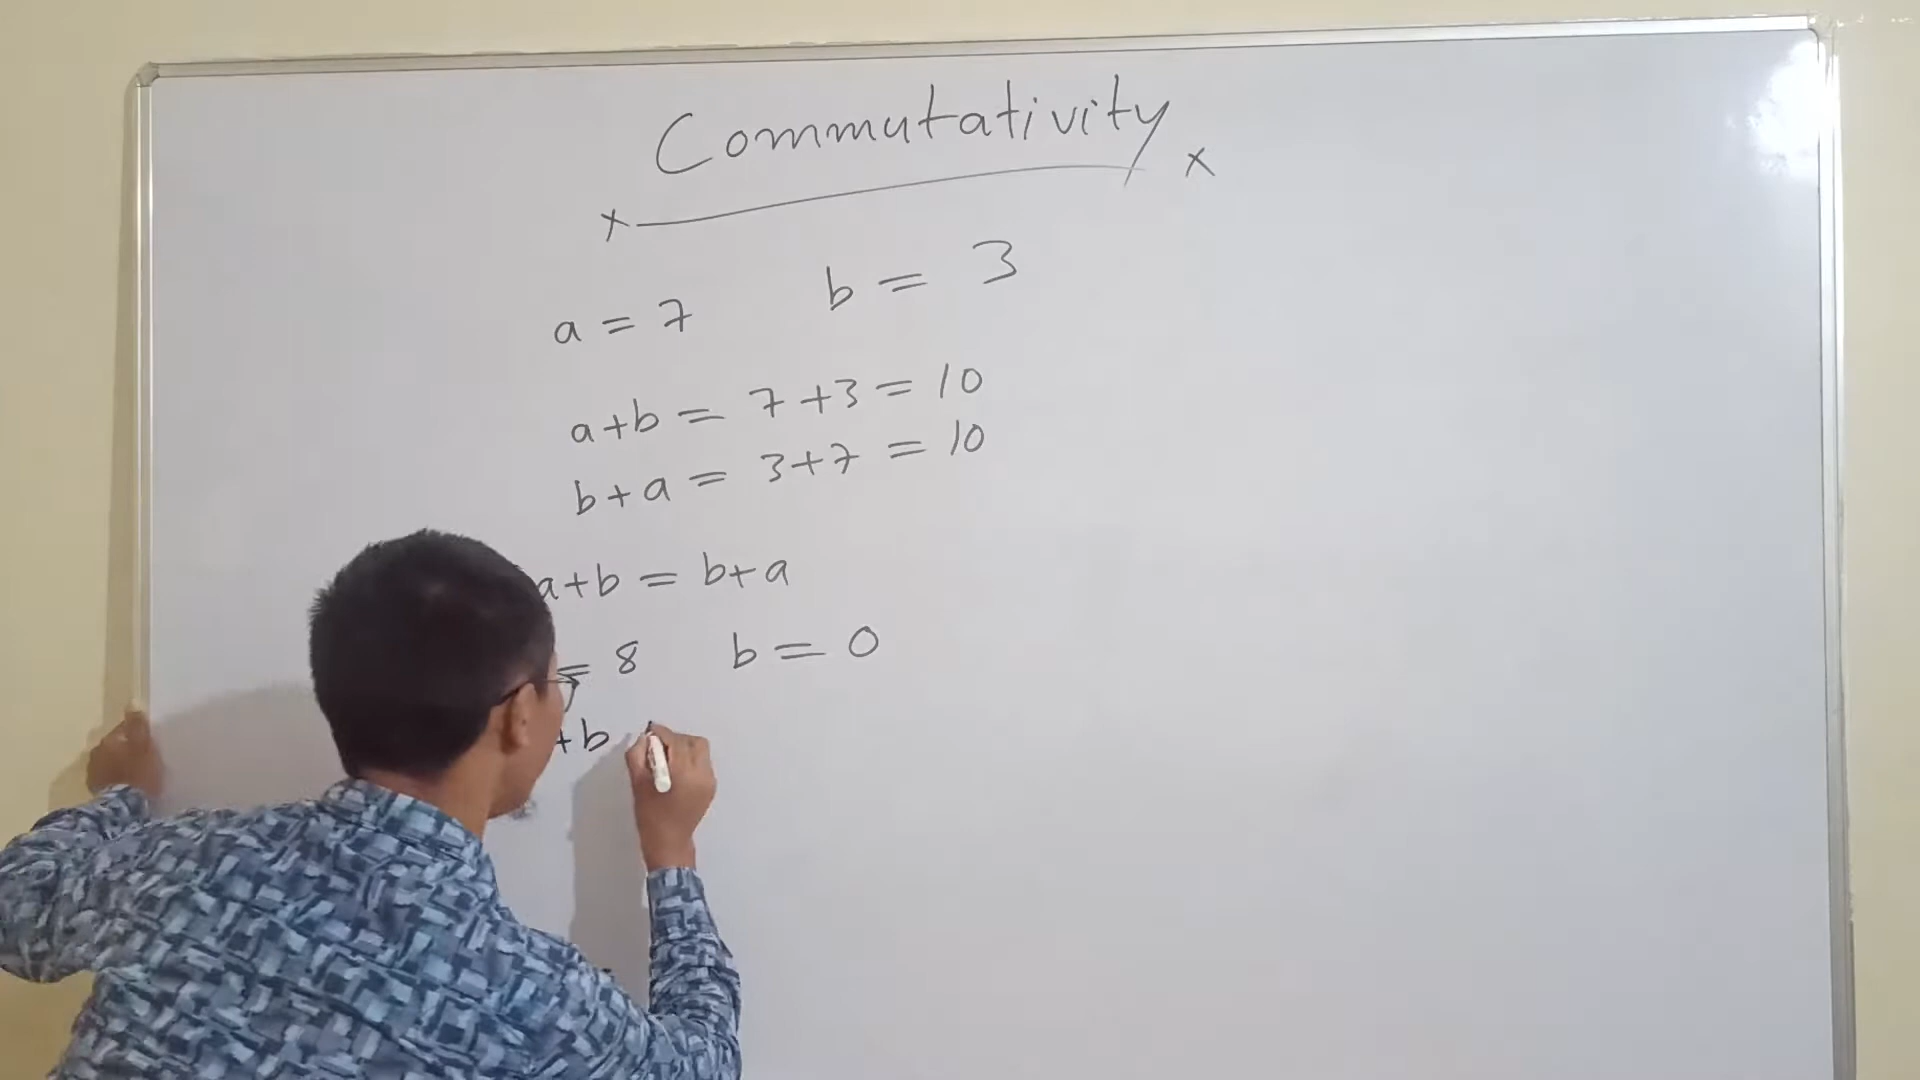 Commutativity
x x
a = 7 b = 3
a+b = 7+3 = 10
b+a = 3+7 = 10
a+b = b+a
= 8 b = 0
+b